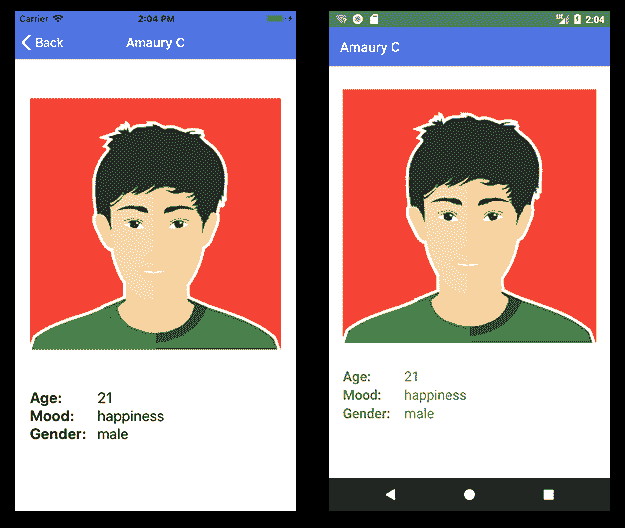 Carrier 2:04 PM
Back Amaury C
Age: 21
Mood: happiness
Gender: male
2:04
Amaury C
Age: 21
Mood: happiness
Gender: male